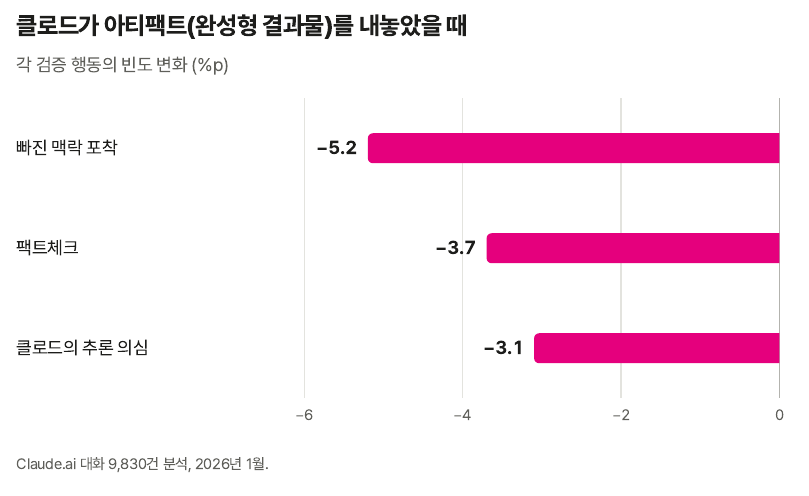 클로드가 아티팩트(완성형 결과물)를 내놓았을 때
각 검증 행동의 빈도 변화 (%p)
빠진 맥락 포착
−5.2
팩트체크
−3.7
클로드의 추론 의심
−3.1
−6
−4
−2
0
Claude.ai 대화 9,830건 분석, 2026년 1월.